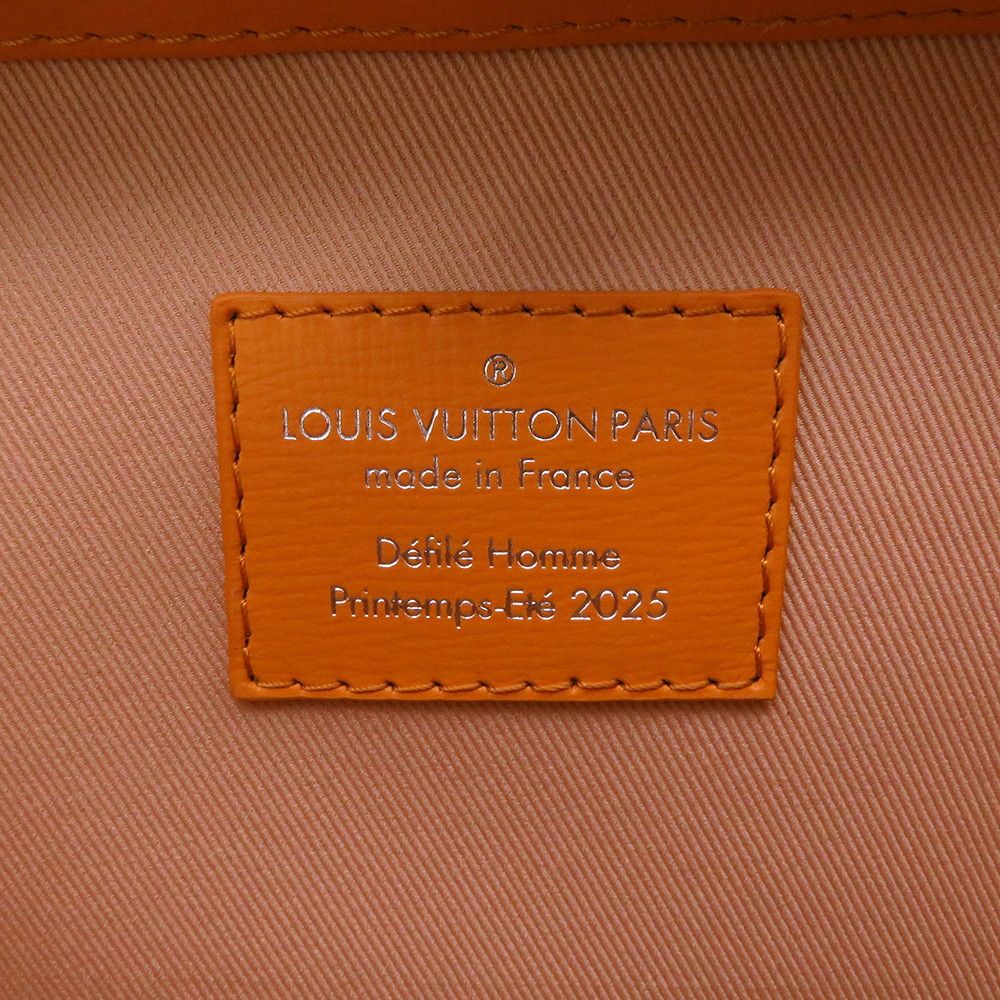 ®
LOUIS VUITTON PARIS
made in France
Défilé Homme
Printemps-Eté 2025